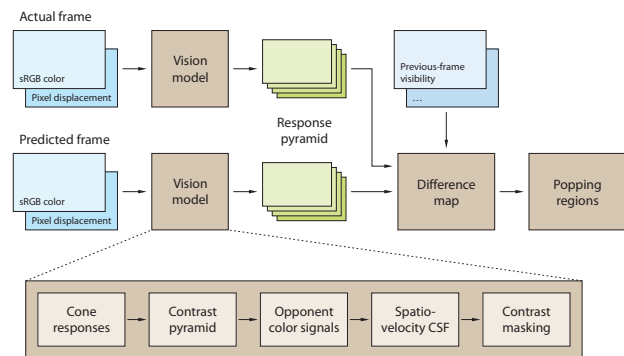 Actual frame
sRGB color
Pixel displacement
Vision
model
Previous-frame
visibility
...
Response
pyramid
Predicted frame
sRGB color
Pixel displacement
Vision
model
Difference
map
Popping
regions
Cone
responses
Contrast
pyramid
Opponent
color signals
Spatio-
velocity CSF
Contrast
masking